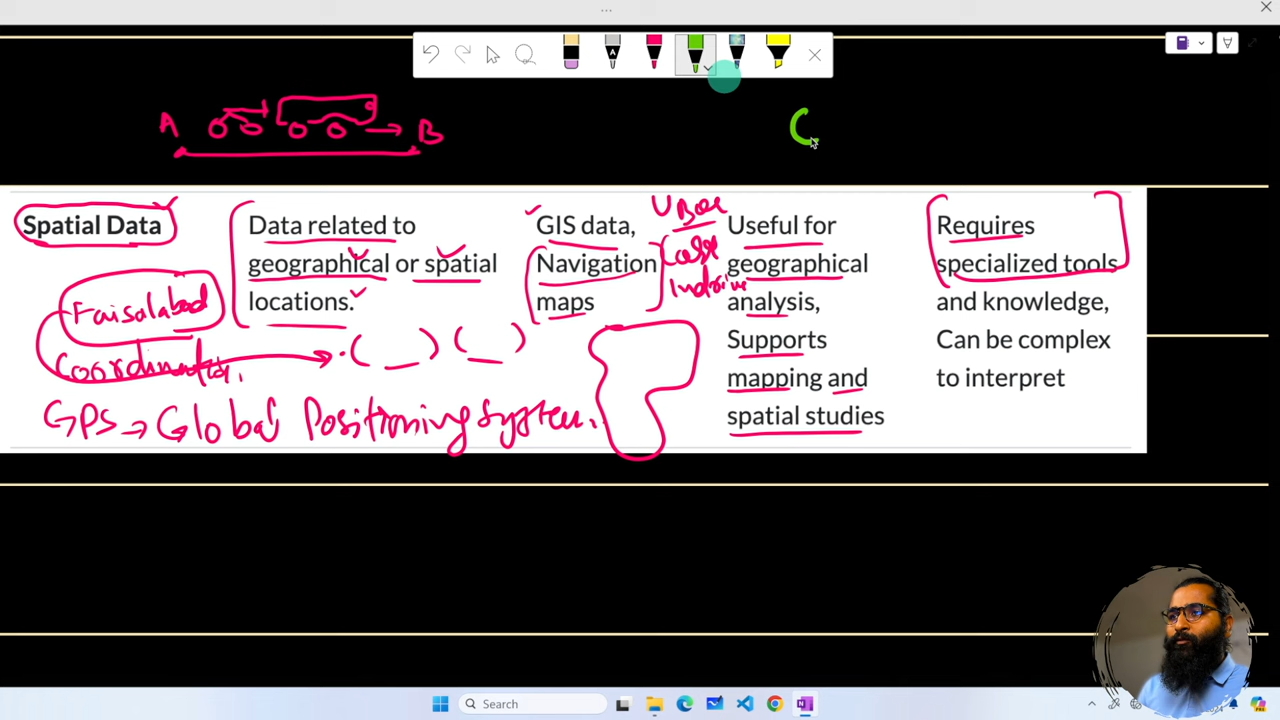 A B
C
Spatial Data
Data related to
geographical or spatial
locations.
GIS data,
Navigation
maps
Useful for
geographical
analysis,
Supports
mapping and
spatial studies
Requires
specialized tools
and knowledge,
Can be complex
to interpret
Faisalabad
GPS → Global Positioning System.
Search